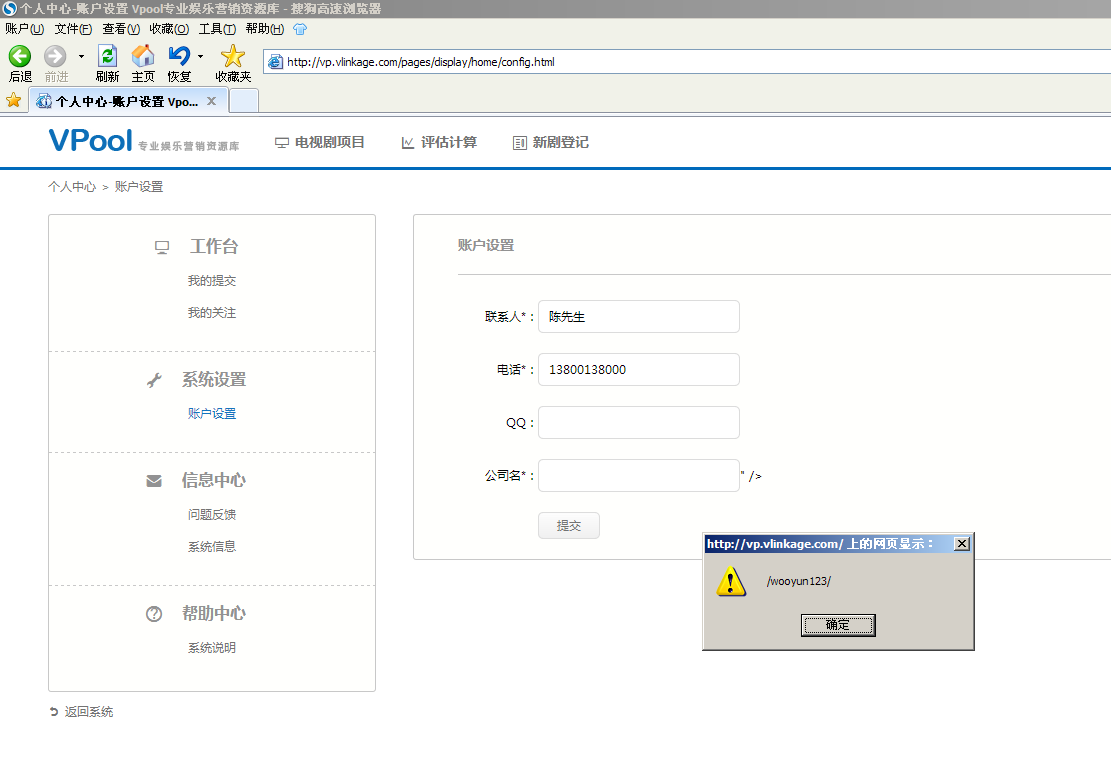 个人中心-账户设置 Vpool专业娱乐营销资源库 - 搜狗高速浏览器
账户(U) 文件(F) 查看(V) 收藏(O) 工具(T) 帮助(H)
后退 前进 刷新 主页 恢复 收藏夹
http://vp.vlinkage.com/pages/display/home/config.html
个人中心-账户设置 Vpo... x
VPool 专业娱乐营销资源库 电视剧项目 评估计算 新剧登记
个人中心 > 账户设置
工作台
我的提交
我的关注
系统设置
账户设置
信息中心
问题反馈
系统信息
帮助中心
系统说明
返回系统
账户设置
联系人*： 陈先生
电话*： 13800138000
QQ：
公司名*： " />
提交
http://vp.vlinkage.com/ 上的网页显示：
/wooyun123/
确定